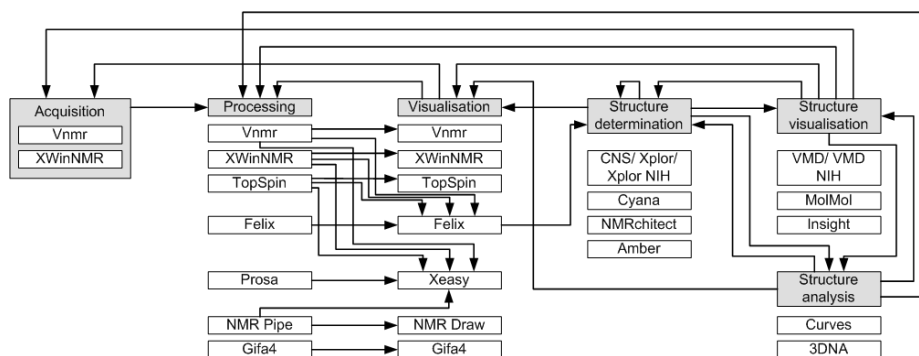 Acquisition
Vnmr
XWinNMR
Processing
Vnmr
XWinNMR
TopSpin
Felix
Prosa
NMR Pipe
Gifa4
Visualisation
Vnmr
XWinNMR
TopSpin
Felix
Xeasy
NMR Draw
Gifa4
Structure
determination
CNS/ Xplor/
Xplor NIH
Cyana
NMRchitect
Amber
Structure
visualisation
VMD/ VMD
NIH
MolMol
Insight
Structure
analysis
Curves
3DNA